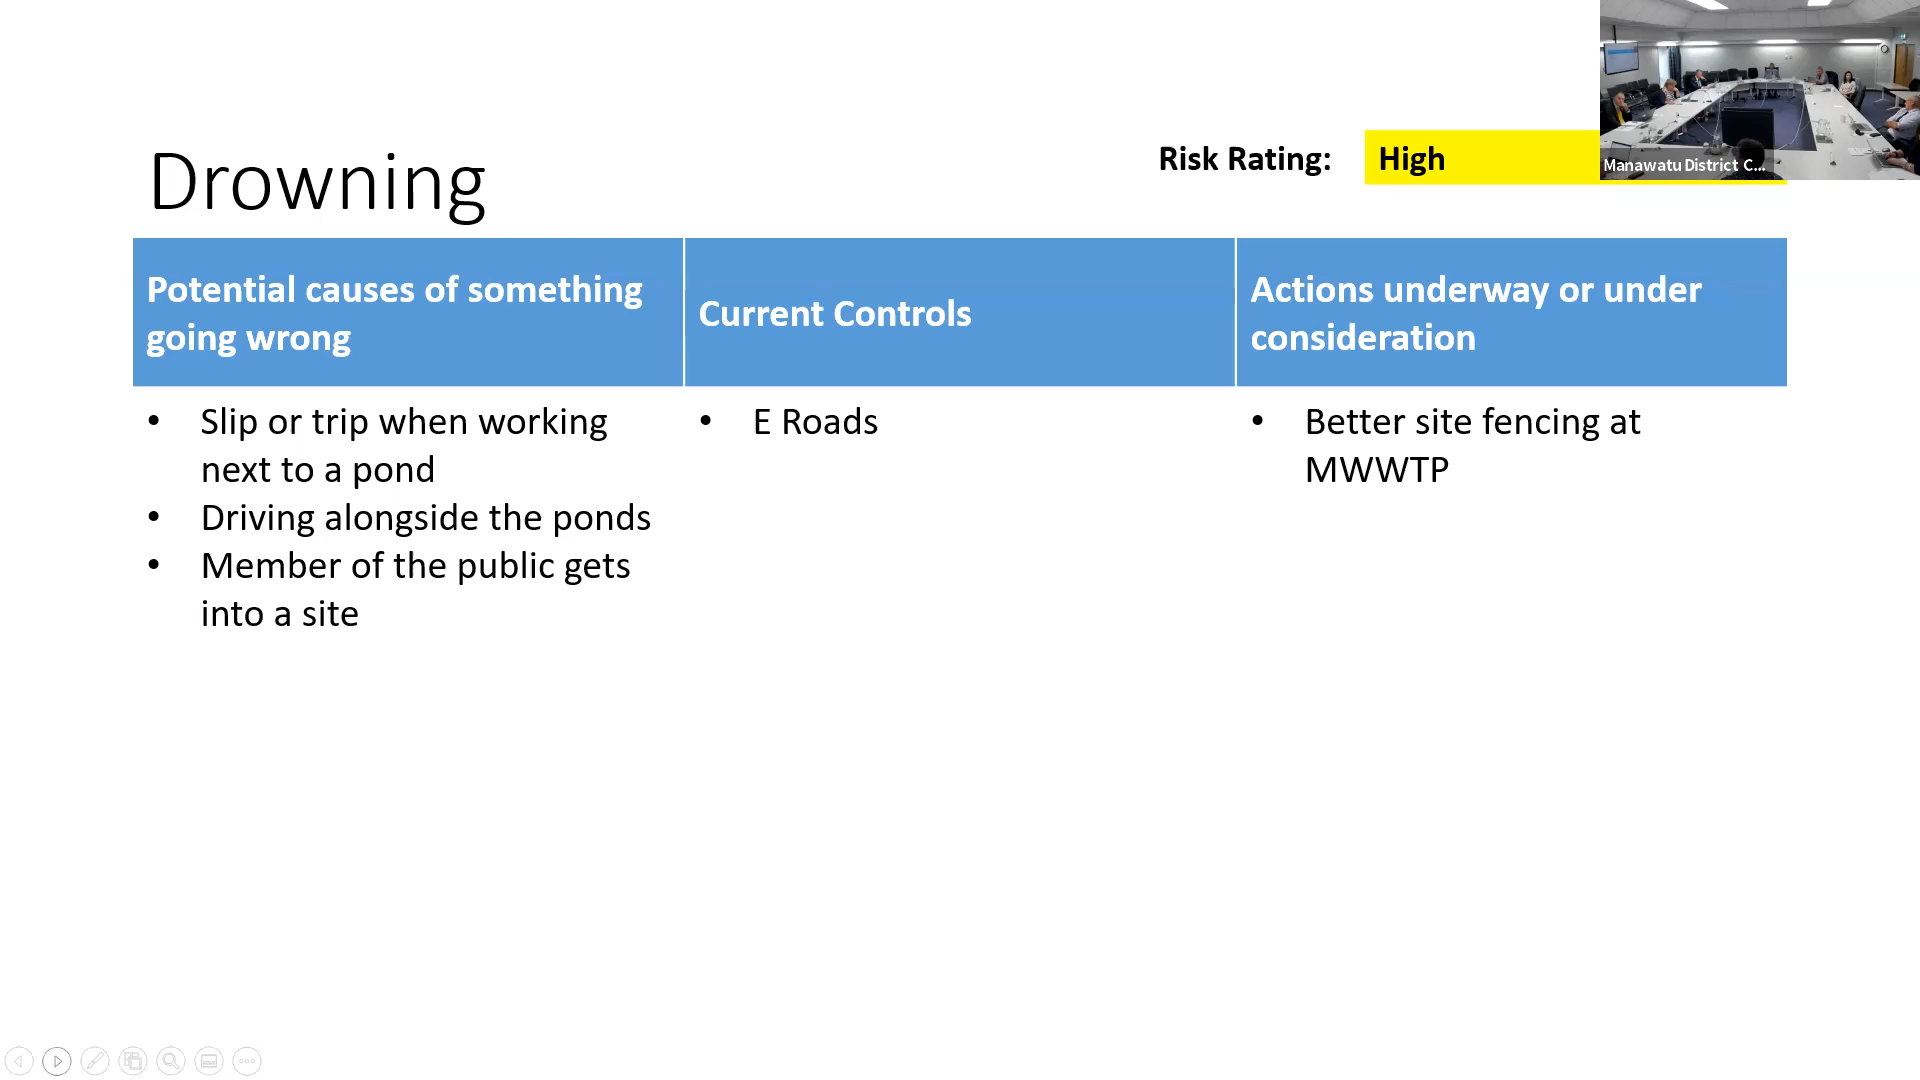 Drowning
Risk Rating:
High
Manawatu District C...
Potential causes of something
going wrong
Current Controls
Actions underway or under
consideration
• Slip or trip when working
next to a pond
• Driving alongside the ponds
• Member of the public gets
into a site
• E Roads
• Better site fencing at
MWWTP